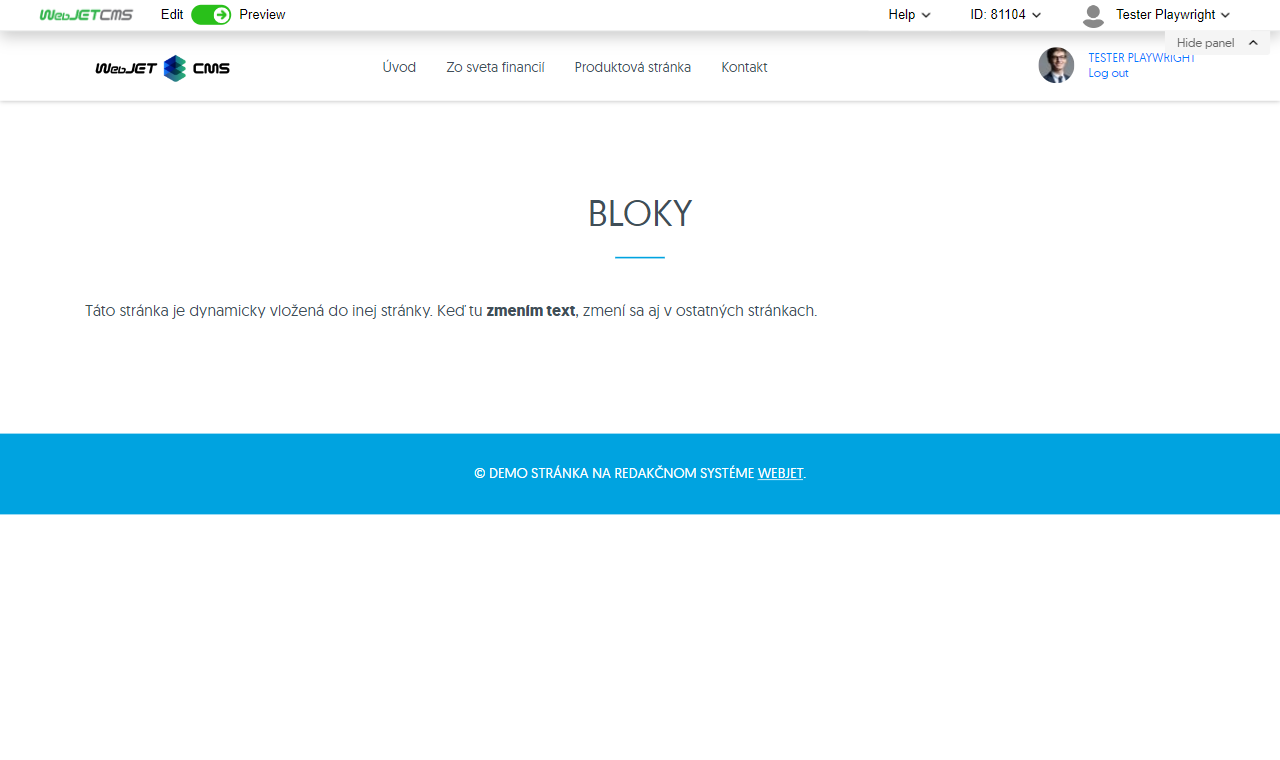 WebJETCMS Edit Preview Help ID: 81104 Tester Playwright
Hide panel
WebJET CMS Úvod Zo sveta financií Produktová stránka Kontakt TESTER PLAYWRIGHT
Log out
BLOKY
Táto stránka je dynamicky vložená do inej stránky. Keď tu zmením text, zmení sa aj v ostatných stránkach.
© DEMO STRÁNKA NA REDAKČNOM SYSTÉME WEBJET.